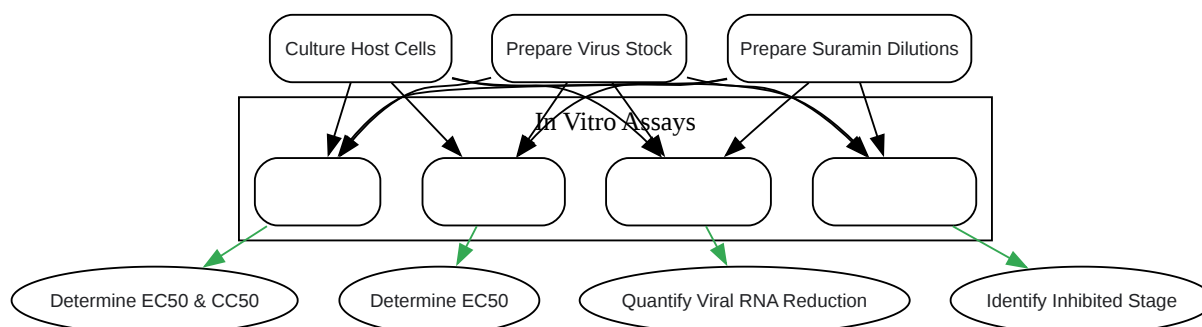 Culture Host Cells
Prepare Virus Stock
Prepare Suramin Dilutions
In Vitro Assays
Determine EC50 & CC50
Determine EC50
Quantify Viral RNA Reduction
Identify Inhibited Stage